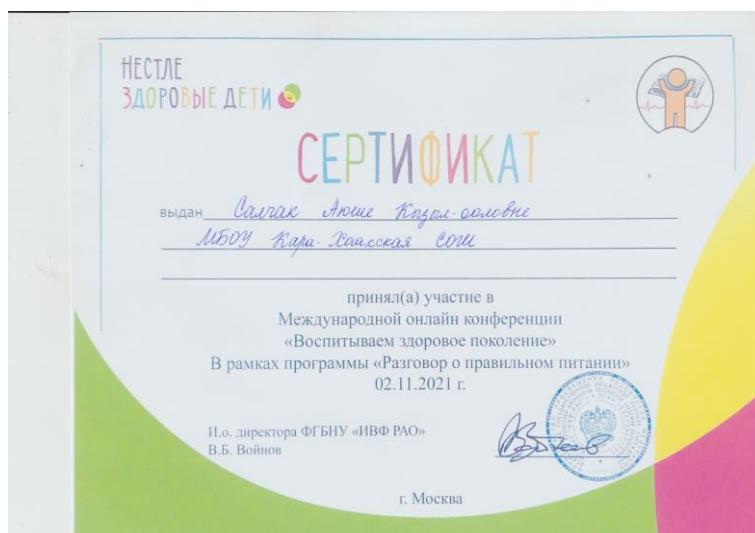 НЕСТЛЕ
ЗДОРОВЫЕ ДЕТИ
СЕРТИФИКАТ
выдан Салчак Анше Кызыл-ооловне
МБОУ Кара-Хаакская СОШ
принял(а) участие в
Международной онлайн конференции
«Воспитываем здоровое поколение»
В рамках программы «Разговор о правильном питании»
02.11.2021 г.
И.о. директора ФГБНУ «ИВФ РАО»
В.Б. Войнов
г. Москва